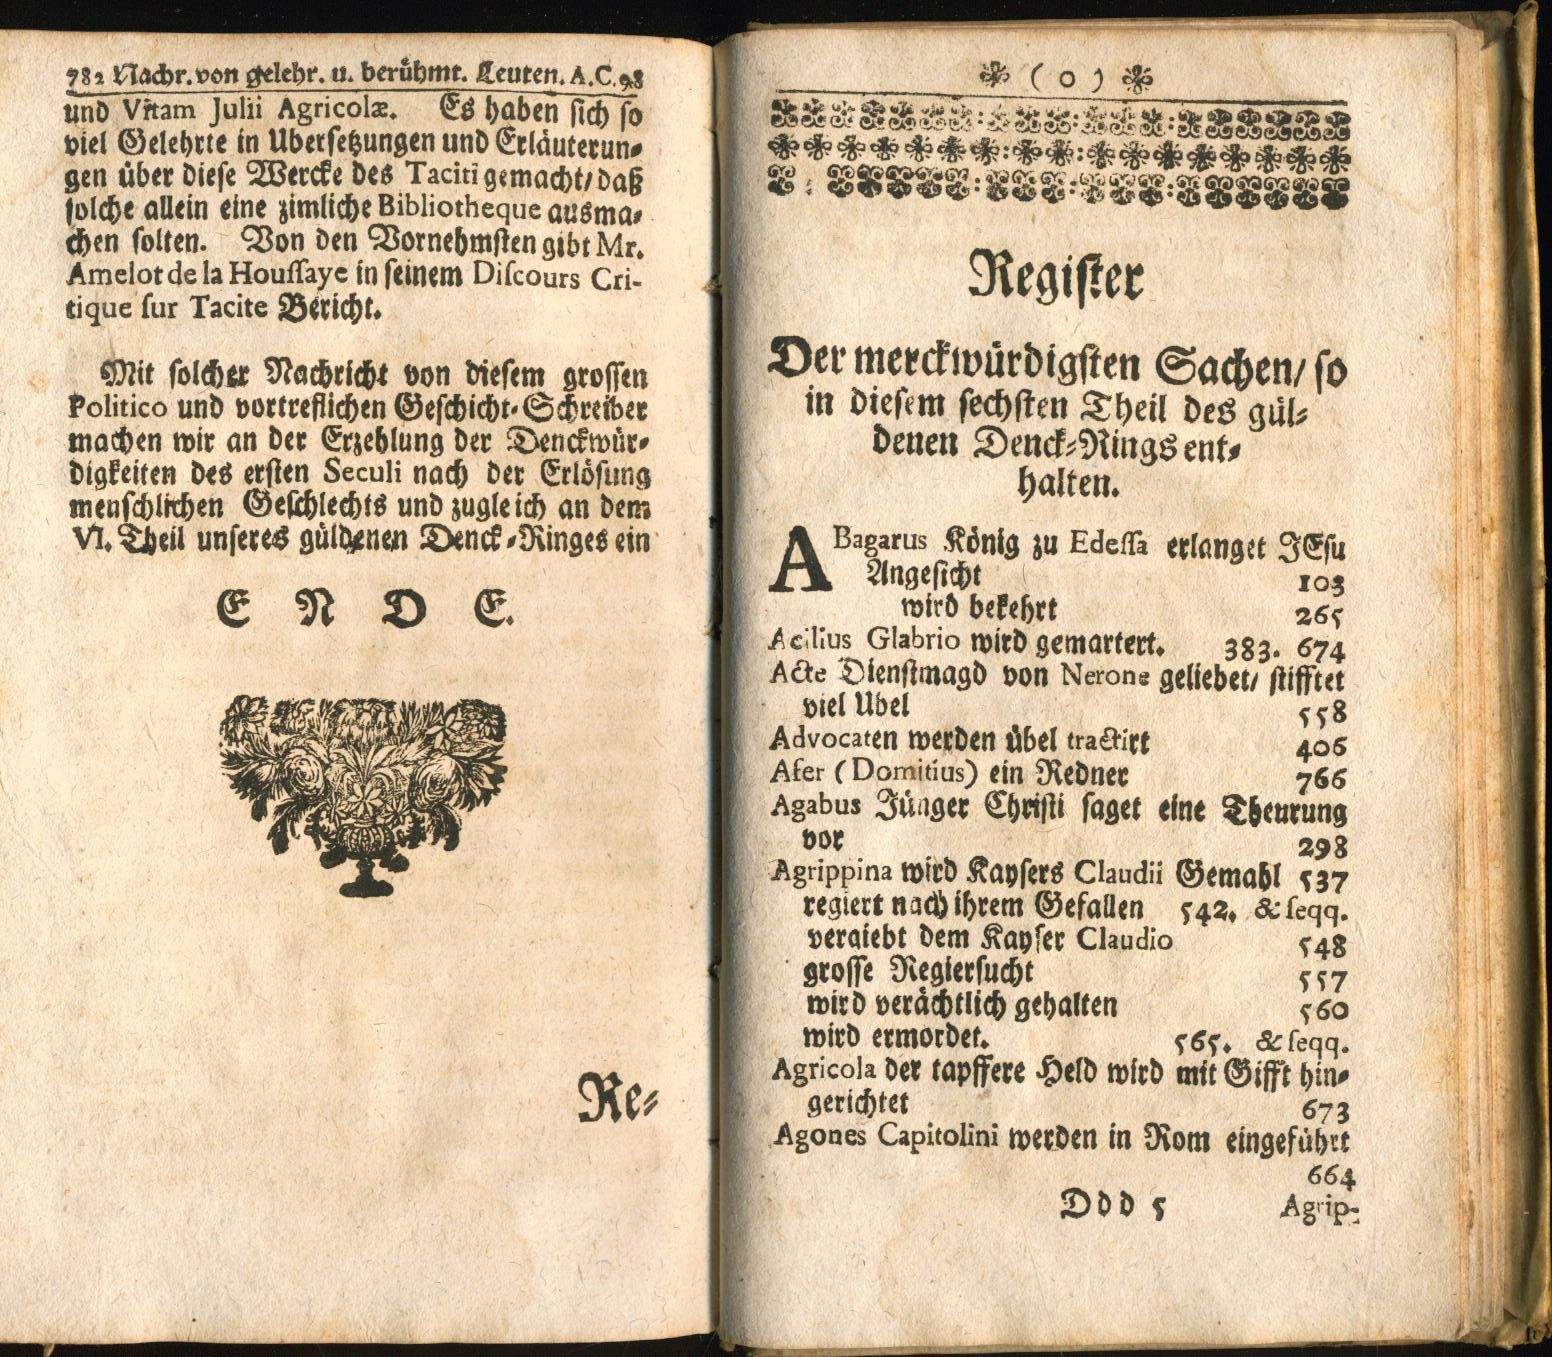 782 Nachr. von gelehr. u. berühmt. Leuten. A.C. 98
und Vitam Julii Agricolæ. Es haben sich so
viel Gelehrte in Ubersetzungen und Erläuterun-
gen über diese Wercke des Taciti gemacht/ daß
solche allein eine zimliche Bibliotheque ausma-
chen solten. Von den Vornehmsten gibt Mr.
Amelot de la Houssaye in seinem Discours Cri-
tique sur Tacite Bericht.
Mit solcher Nachricht von diesem grossen
Politico und vortreflichen Geschicht-Schreiber
machen wir an der Erzehlung der Denckwür-
digkeiten des ersten Seculi nach der Erlösung
menschlichen Geschlechts und zugleich an dem
VI. Theil unseres güldenen Denck-Ringes ein
E N D E.
Re-
( o )
Register
Der merckwürdigsten Sachen/ so
in diesem sechsten Theil des gül-
denen Denck-Rings ent-
halten.
ABagarus König zu Edessa erlanget JEsu
Angesicht 103
wird bekehrt 265
Acilius Glabrio wird gemartert. 383. 674
Acte Dienstmagd von Nerone geliebet/ stifftet
viel Ubel 558
Advocaten werden übel tractirt 406
Afer (Domitius) ein Redner 766
Agabus Jünger Christi saget eine Theurung
vor 298
Agrippina wird Kaysers Claudii Gemahl 537
regiert nach ihrem Gefallen 542. & seqq.
vergiebt dem Kayser Claudio 548
grosse Regiersucht 557
wird verächtlich gehalten 560
wird ermordet. 565. & seqq.
Agricola der tapffere Held wird mit Gifft hin-
gerichtet 673
Agones Capitolini werden in Rom eingeführt
664
Ddd 5 Agrip-